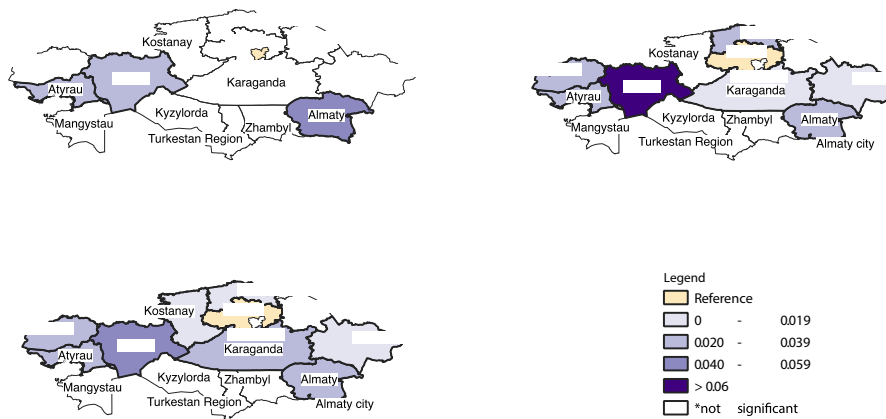 Kostanay
Karaganda
Atyrau
Kyzylorda
Almaty
Mangystau
Zhambyl
Turkestan Region
Kostanay
Karaganda
Atyrau
Kyzylorda
Zhambyl
Almaty
Mangystau
Turkestan Region
Almaty city
Kostanay
Karaganda
Atyrau
Kyzylorda
Zhambyl
Almaty
Mangystau
Turkestan Region
Almaty city
Legend
Reference
0 - 0.019
0.020 - 0.039
0.040 - 0.059
> 0.06
*not significant